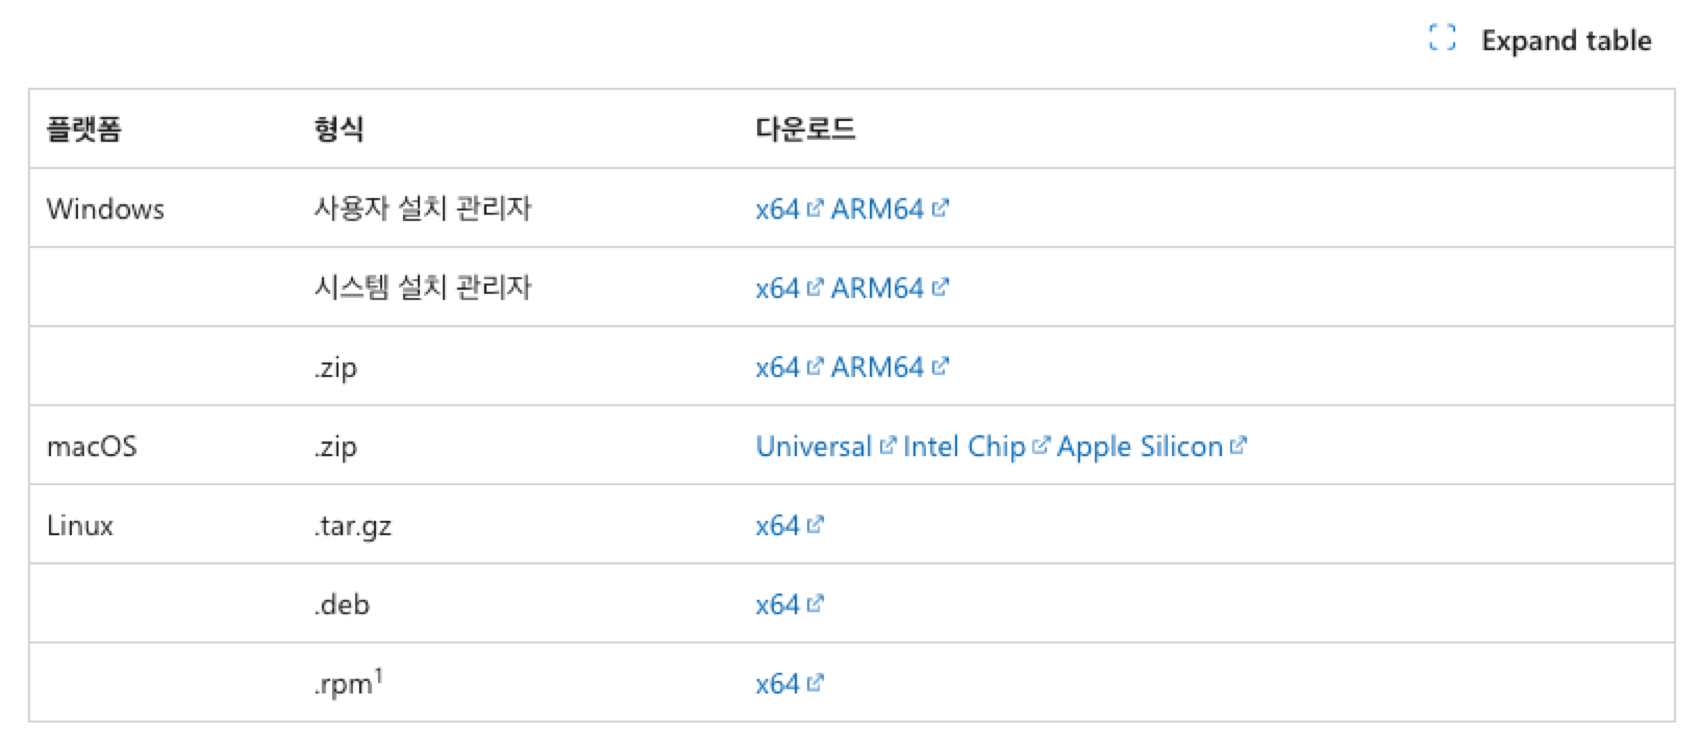 Expand table
플랫폼 형식 다운로드
Windows 사용자 설치 관리자 x64 ARM64
시스템 설치 관리자 x64 ARM64
.zip x64 ARM64
macOS .zip Universal Intel Chip Apple Silicon
Linux .tar.gz x64
.deb x64
.rpm¹ x64